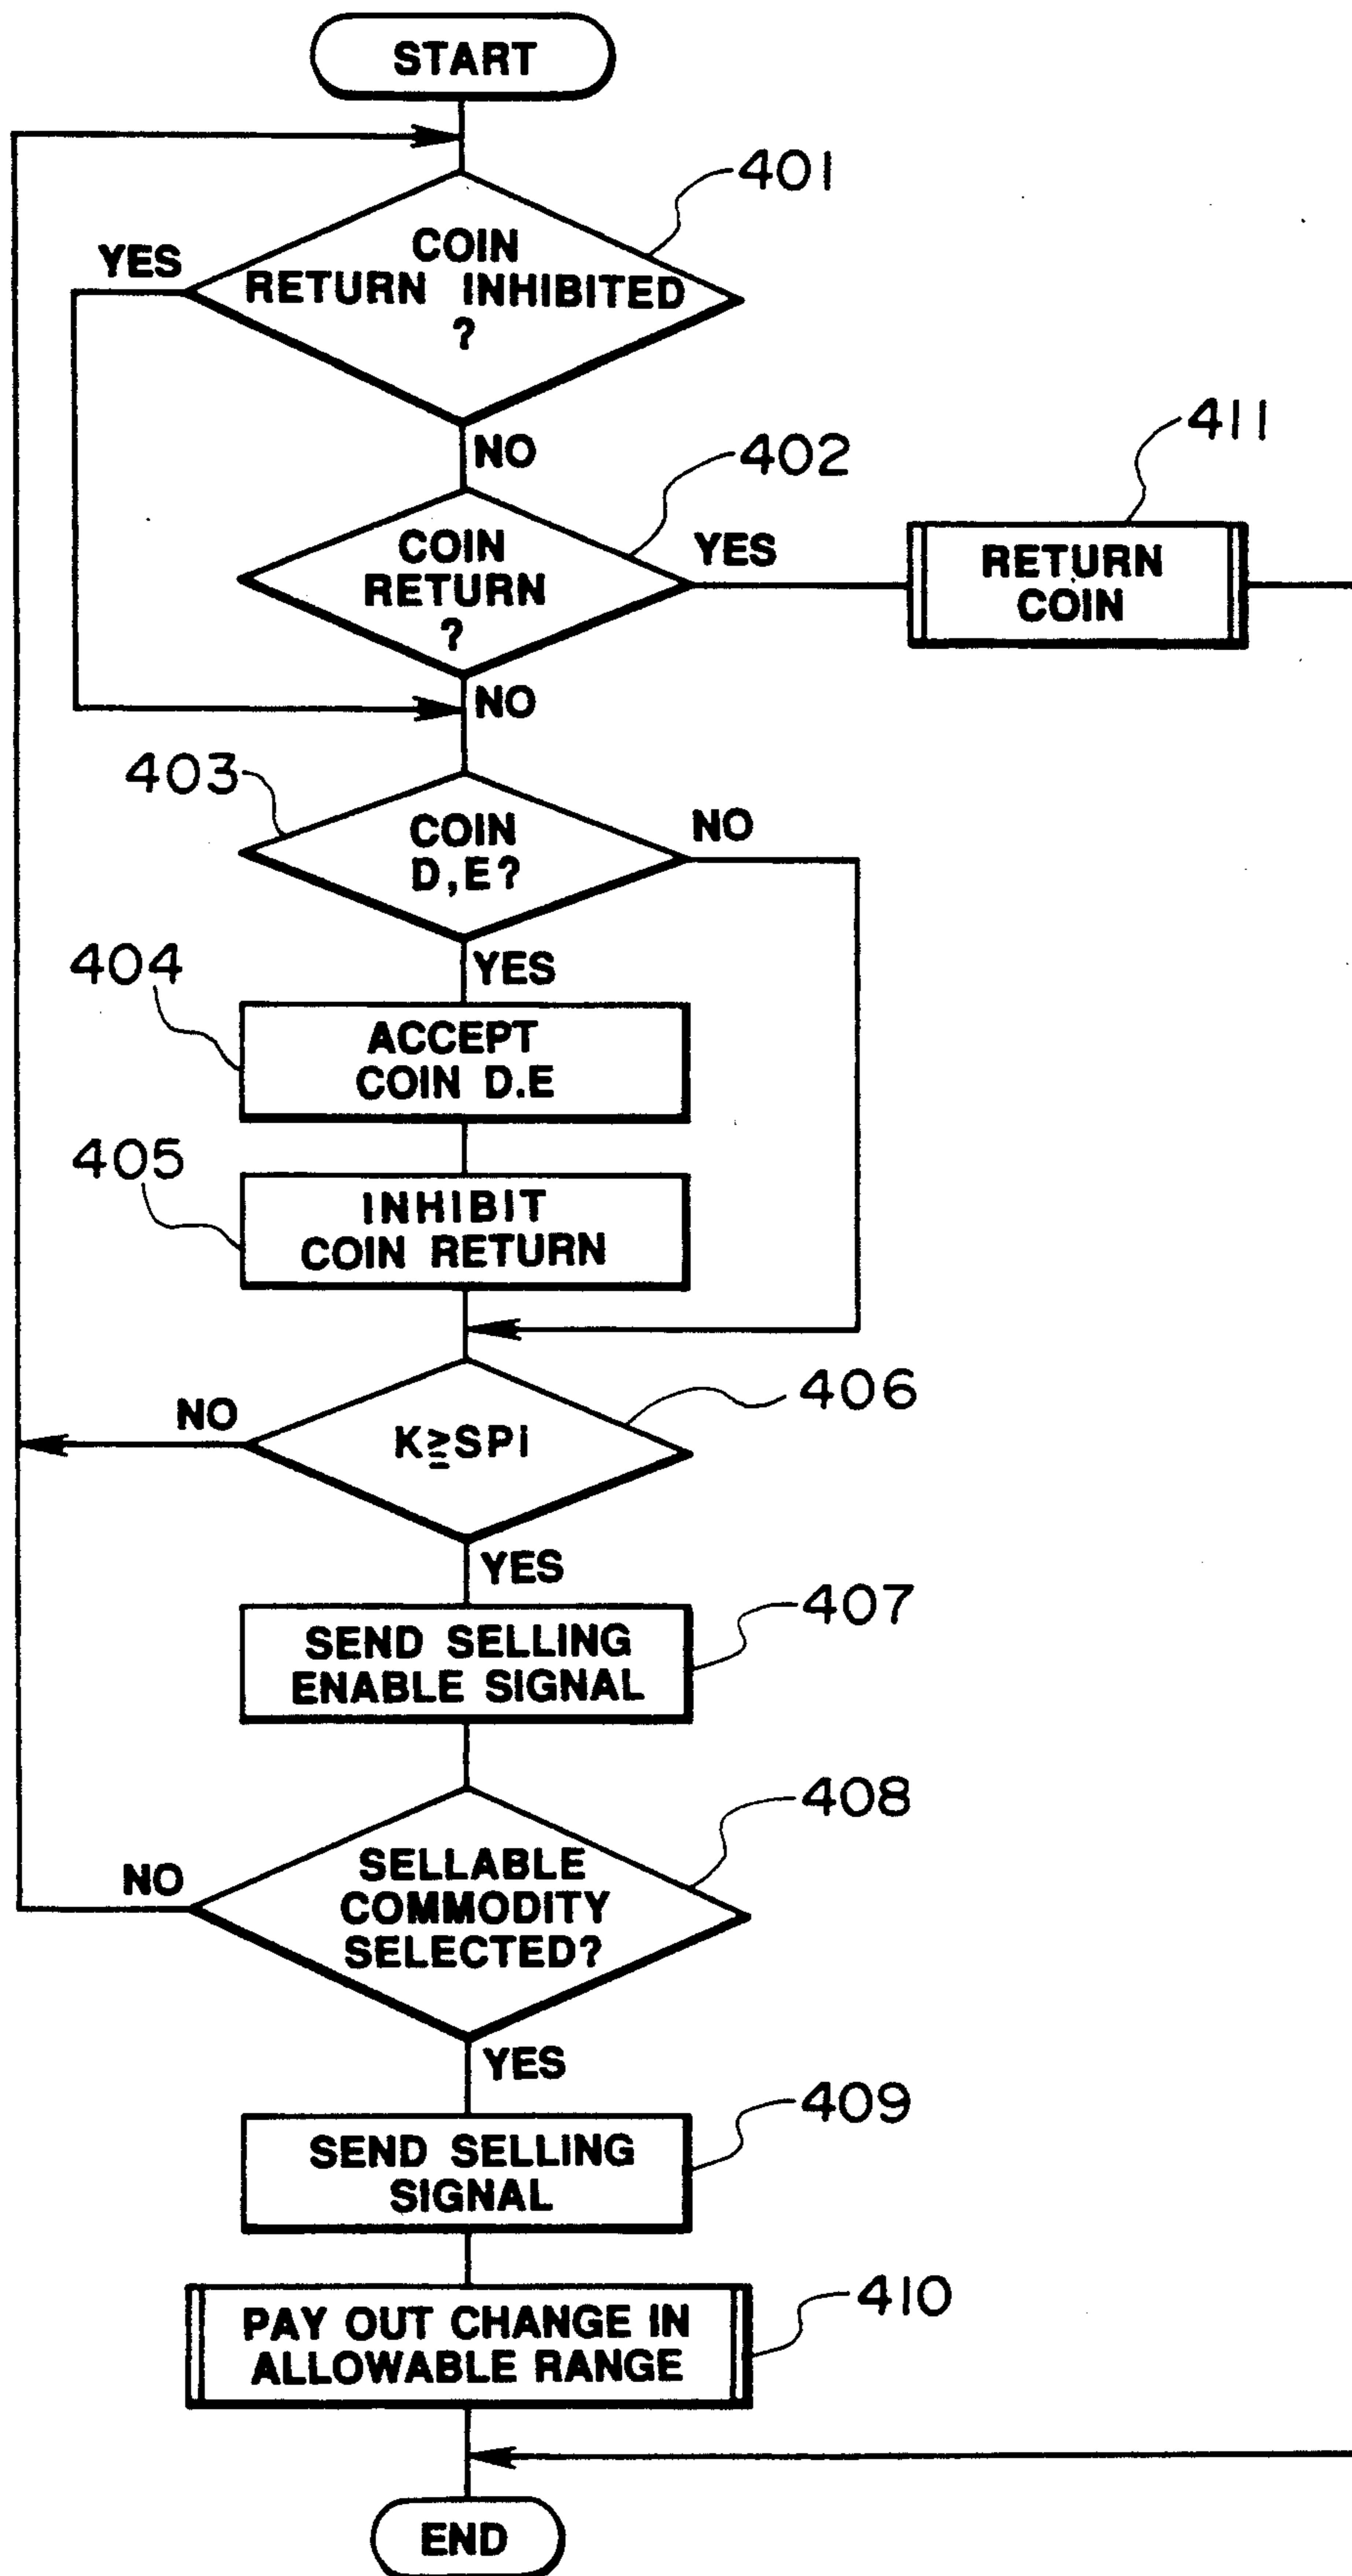 START
401
COIN
RETURN INHIBITED
?
YES
NO
402
411
COIN
RETURN
?
YES
RETURN
COIN
NO
403
COIN
D,E?
NO
YES
404
ACCEPT
COIN D.E
405
INHIBIT
COIN RETURN
406
NO
K≧SPi
YES
407
SEND SELLING
ENABLE SIGNAL
408
NO
SELLABLE
COMMODITY
SELECTED?
YES
409
SEND SELLING
SIGNAL
410
PAY OUT CHANGE IN
ALLOWABLE RANGE
END